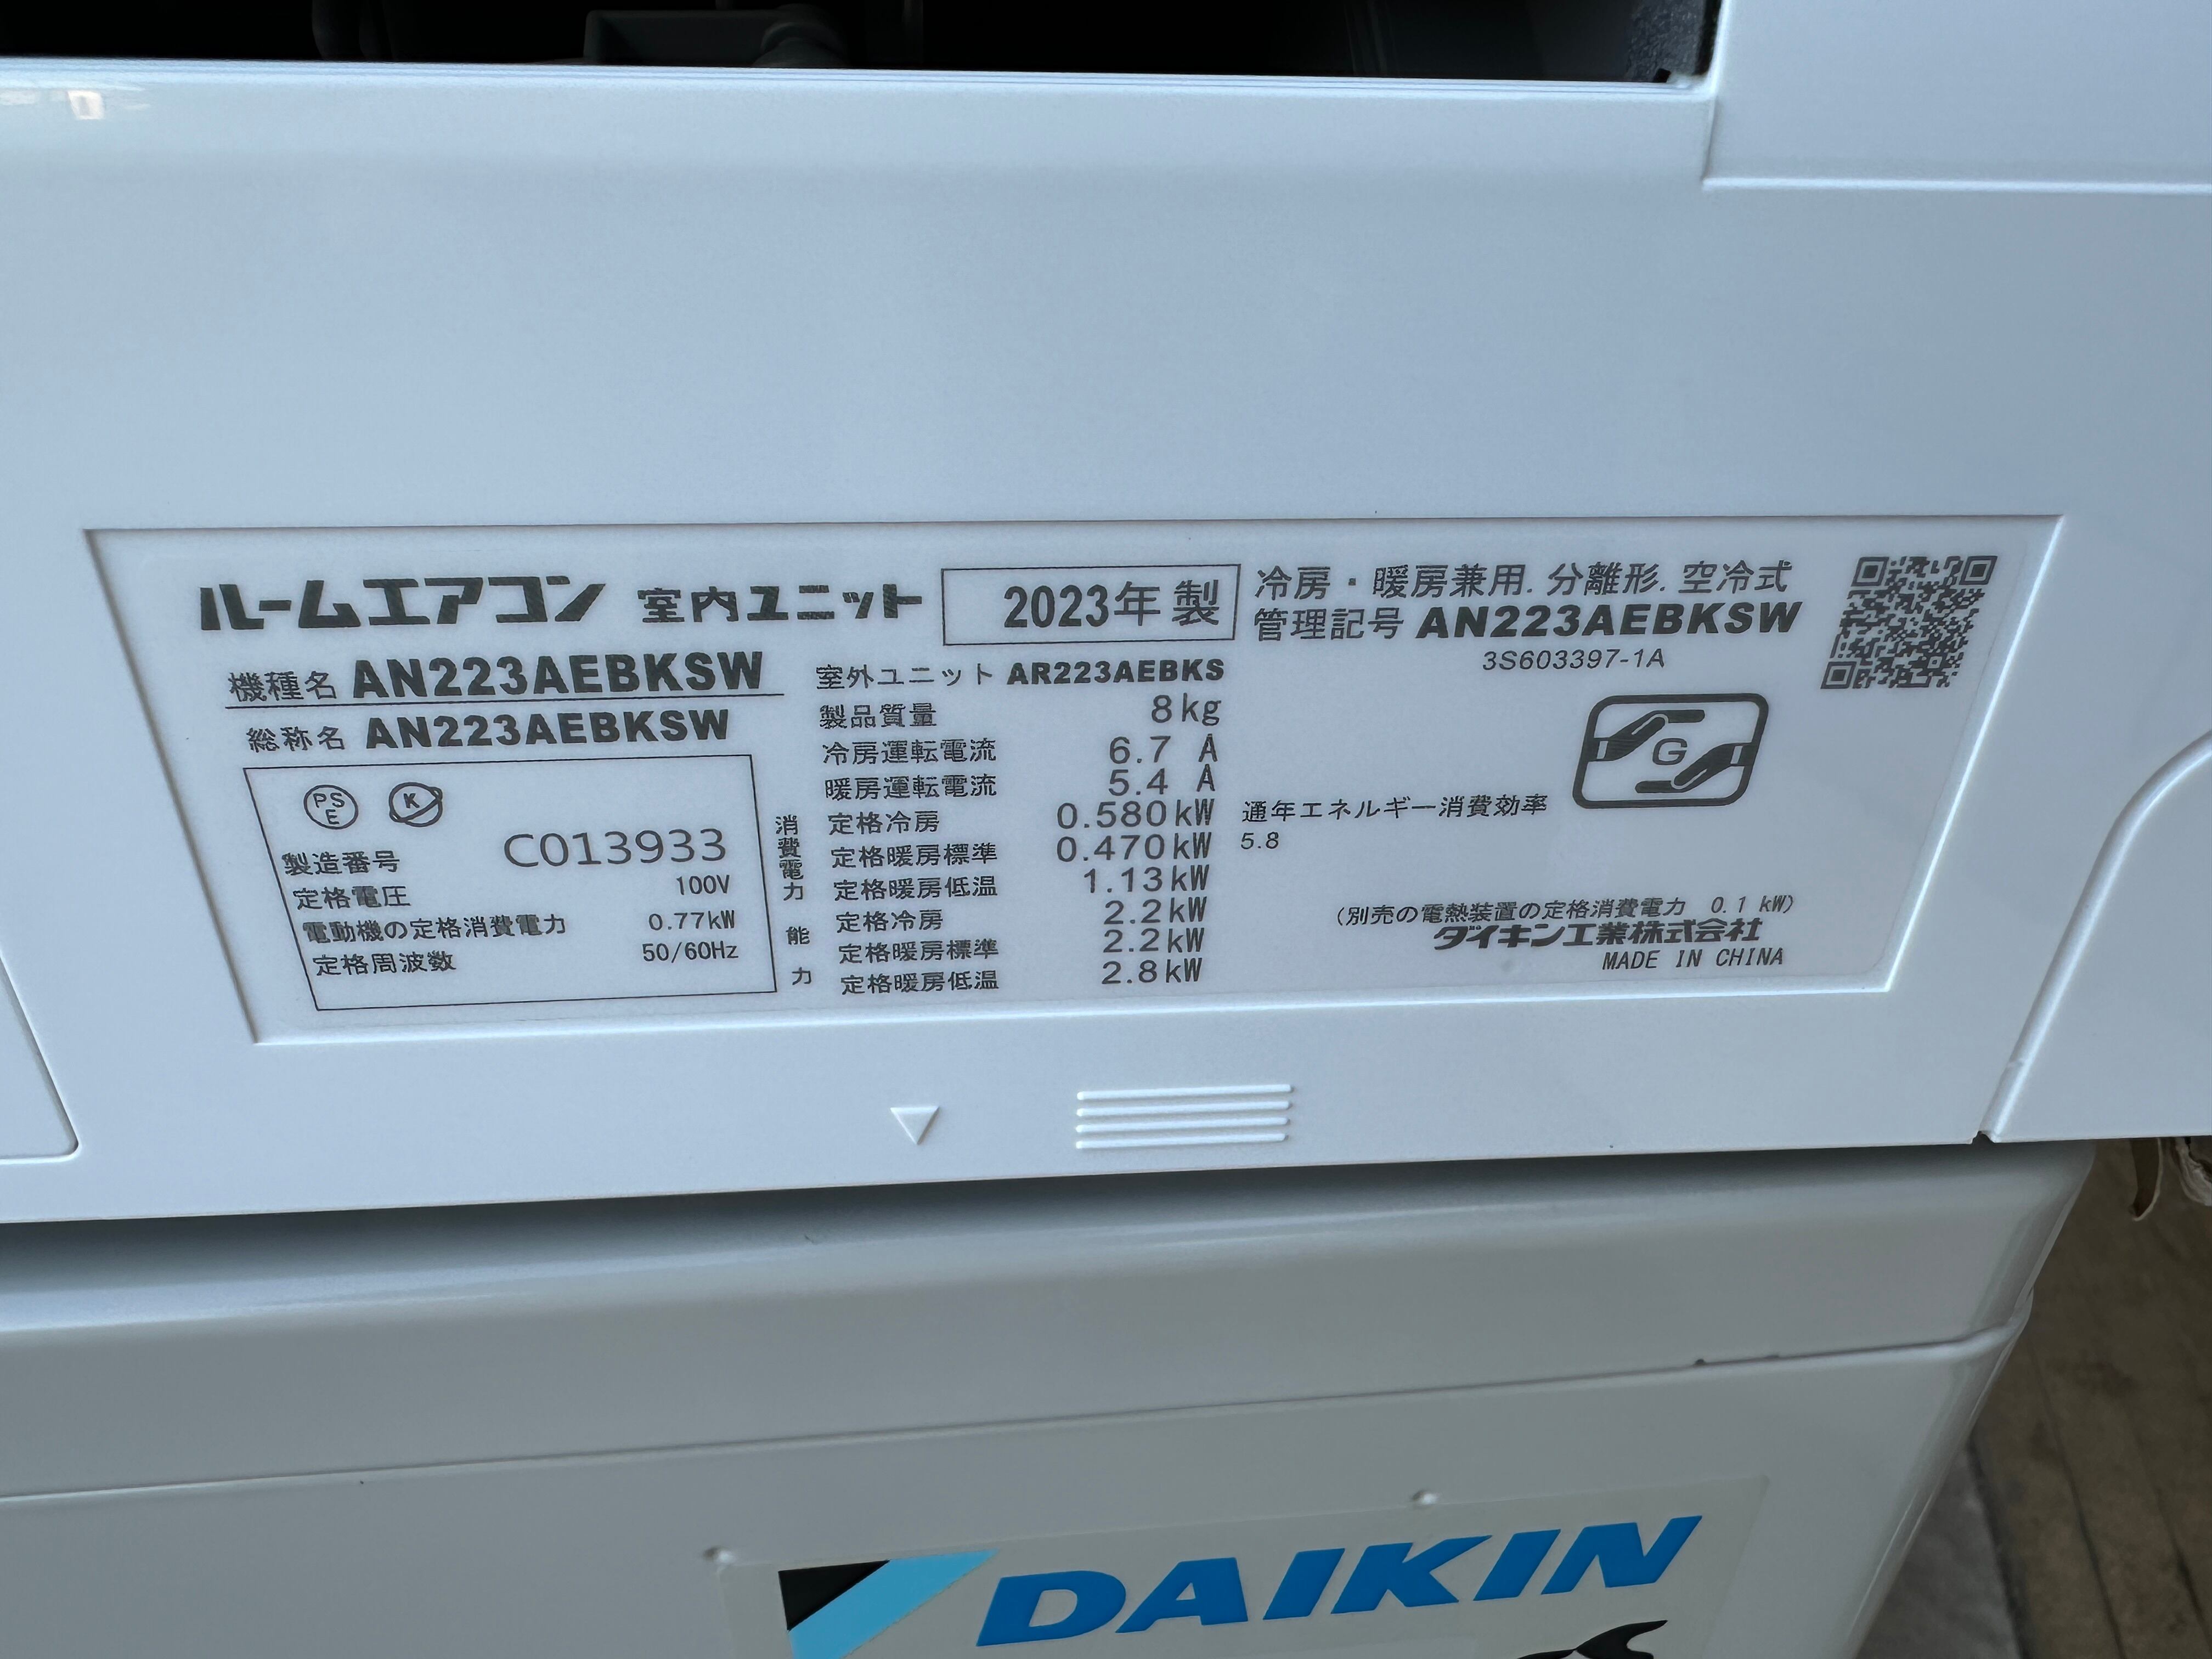 ルームエアコン 室内ユニット 2023年 製
冷房・暖房兼用.分離形.空冷式
管理記号 AN223AEBKSW
3S603397-1A
機種名 AN223AEBKSW
総称名 AN223AEBKSW
PS
E
K
製造番号 C013933
定格電圧 100V
電動機の定格消費電力 0.77kW
定格周波数 50/60Hz
室外ユニット AR223AEBKS
製品質量 8kg
冷房運転電流 6.7 A
暖房運転電流 5.4 A
消費電力
定格冷房 0.580kW
定格暖房標準 0.470kW
定格暖房低温 1.13kW
能力
定格冷房 2.2kW
定格暖房標準 2.2kW
定格暖房低温 2.8kW
G
通年エネルギー消費効率
5.8
(別売の電熱装置の定格消費電力 0.1 kW)
ダイキン工業株式会社
MADE IN CHINA
DAIKIN